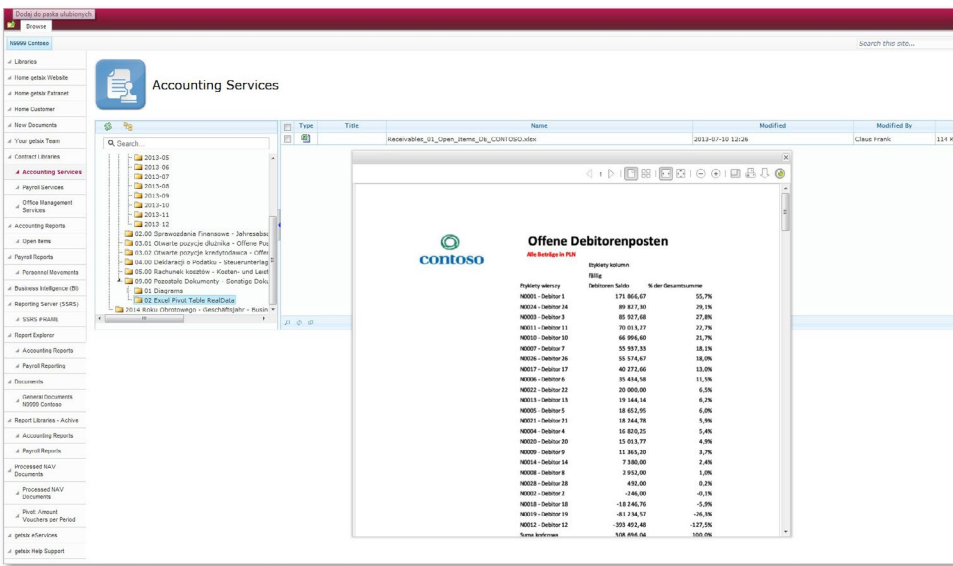 Dodaj do paska ulubionych
Browse
N9999 Contoso
Search this site...
Libraries
Home getsix Website
Home getsix Extranet
Home Customer
New Documents
Your getsix Team
Contract Libraries
Accounting Services
Payroll Services
Office Management Services
Accounting Reports
Open Items
Payroll Reports
Personnel Movements
Business Intelligence (BI)
Reporting Server (SSRS)
SSRS IFRAME
Report Explorer
Accounting Reports
Payroll Reporting
Documents
General Documents N9999 Contoso
Report Libraries - Achive
Accounting Reports
Payroll Reports
Processed NAV Documents
Processed NAV Documents
Pivot: Amount Vouchers per Period
getsix eServices
getsix Help Support
Accounting Services
Search...
2013-05
2013-06
2013-07
2013-08
2013-09
2013-10
2013-11
2013-12
02.00 Sprawozdania Finansowe - Jahresabsc
03.01 Otwarte pozycje dłużnika - Offene Pos
03.02 Otwarte pozycje kredytodawca - Offer
04.00 Deklaracji o Podatku - Steuerunterlag
05.00 Rachunek kosztów - Kosten- und Leist
09.00 Pozostałe Dokumenty - Sonstige Doku
01 Diagrams
02 Excel Pivot Table RealData
2014 Roku Obrotowego - Geschäftsjahr - Busin
Type Title Name Modified Modified By
Receivables_01_Open_Items_DE_CONTOSO.xlsx 2013-07-10 12:26 Claus Frank 114 K
1
contoso
Offene Debitorenposten
Alle Beträge in PLN
Etykiety kolumn
fällig
Etykiety wierszy Debitoren Saldo % der Gesamtsumme
N0001 - Debitor 1 171 866,67 55,7%
N0024 - Debitor 24 89 827,30 29,1%
N0003 - Debitor 3 85 927,68 27,8%
N0011 - Debitor 11 70 013,27 22,7%
N0010 - Debitor 10 66 996,60 21,7%
N0007 - Debitor 7 55 937,33 18,1%
N0026 - Debitor 26 55 574,67 18,0%
N0017 - Debitor 17 40 272,66 13,0%
N0006 - Debitor 6 35 434,58 11,5%
N0022 - Debitor 22 20 000,00 6,5%
N0013 - Debitor 13 19 144,14 6,2%
N0005 - Debitor 5 18 652,95 6,0%
N0021 - Debitor 21 18 244,78 5,9%
N0004 - Debitor 4 16 820,25 5,4%
N0020 - Debitor 20 15 013,77 4,9%
N0009 - Debitor 9 11 365,20 3,7%
N0014 - Debitor 14 7 380,00 2,4%
N0008 - Debitor 8 2 952,00 1,0%
N0028 - Debitor 28 492,00 0,2%
N0002 - Debitor 2 -246,00 -0,1%
N0018 - Debitor 18 -18 246,76 -5,9%
N0019 - Debitor 19 -81 234,57 -26,3%
N0012 - Debitor 12 -393 492,48 -127,5%
Suma końcowa 308 696,04 100,0%